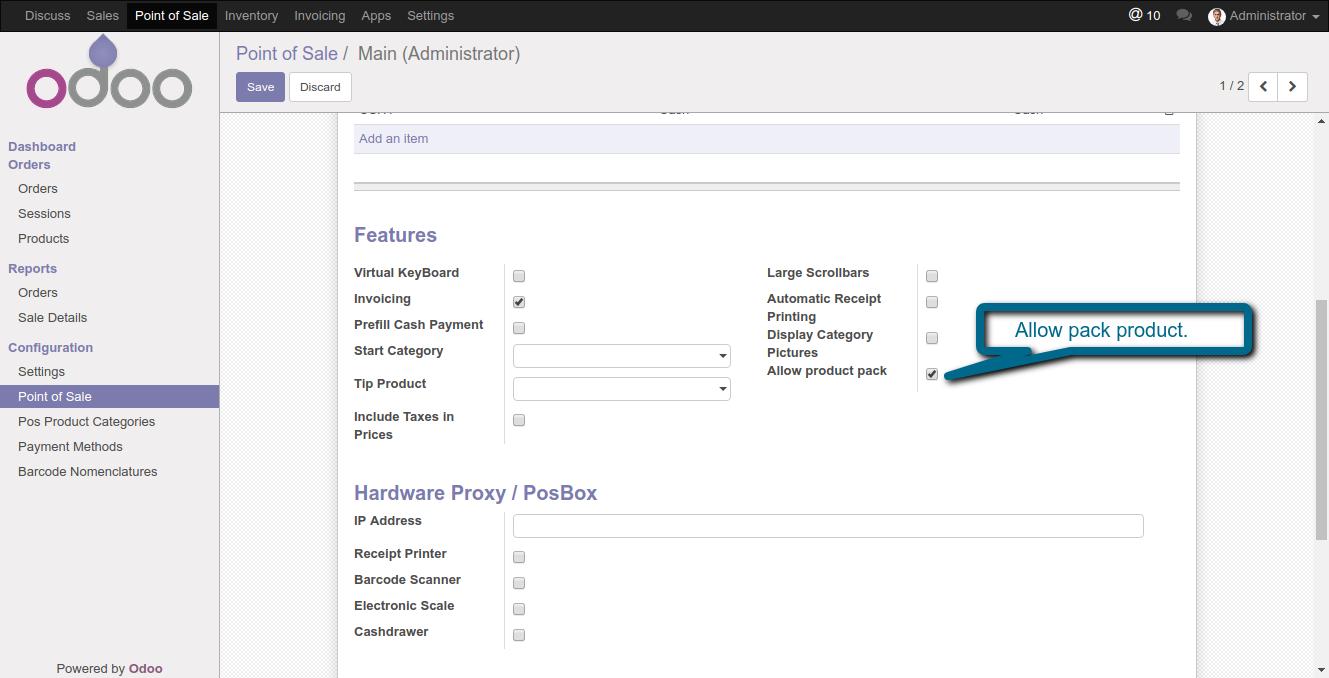 Discuss Sales Point of Sale Inventory Invoicing Apps Settings @ 10 Administrator
odoo
Point of Sale / Main (Administrator)
Save Discard 1 / 2
Add an item
Dashboard
Orders
Orders
Sessions
Products
Reports
Orders
Sale Details
Configuration
Settings
Point of Sale
Pos Product Categories
Payment Methods
Barcode Nomenclatures
Powered by Odoo
Features
Virtual KeyBoard
Invoicing
Prefill Cash Payment
Start Category
Tip Product
Include Taxes in
Prices
Large Scrollbars
Automatic Receipt
Printing
Display Category
Pictures
Allow product pack
Allow pack product.
Hardware Proxy / PosBox
IP Address
Receipt Printer
Barcode Scanner
Electronic Scale
Cashdrawer